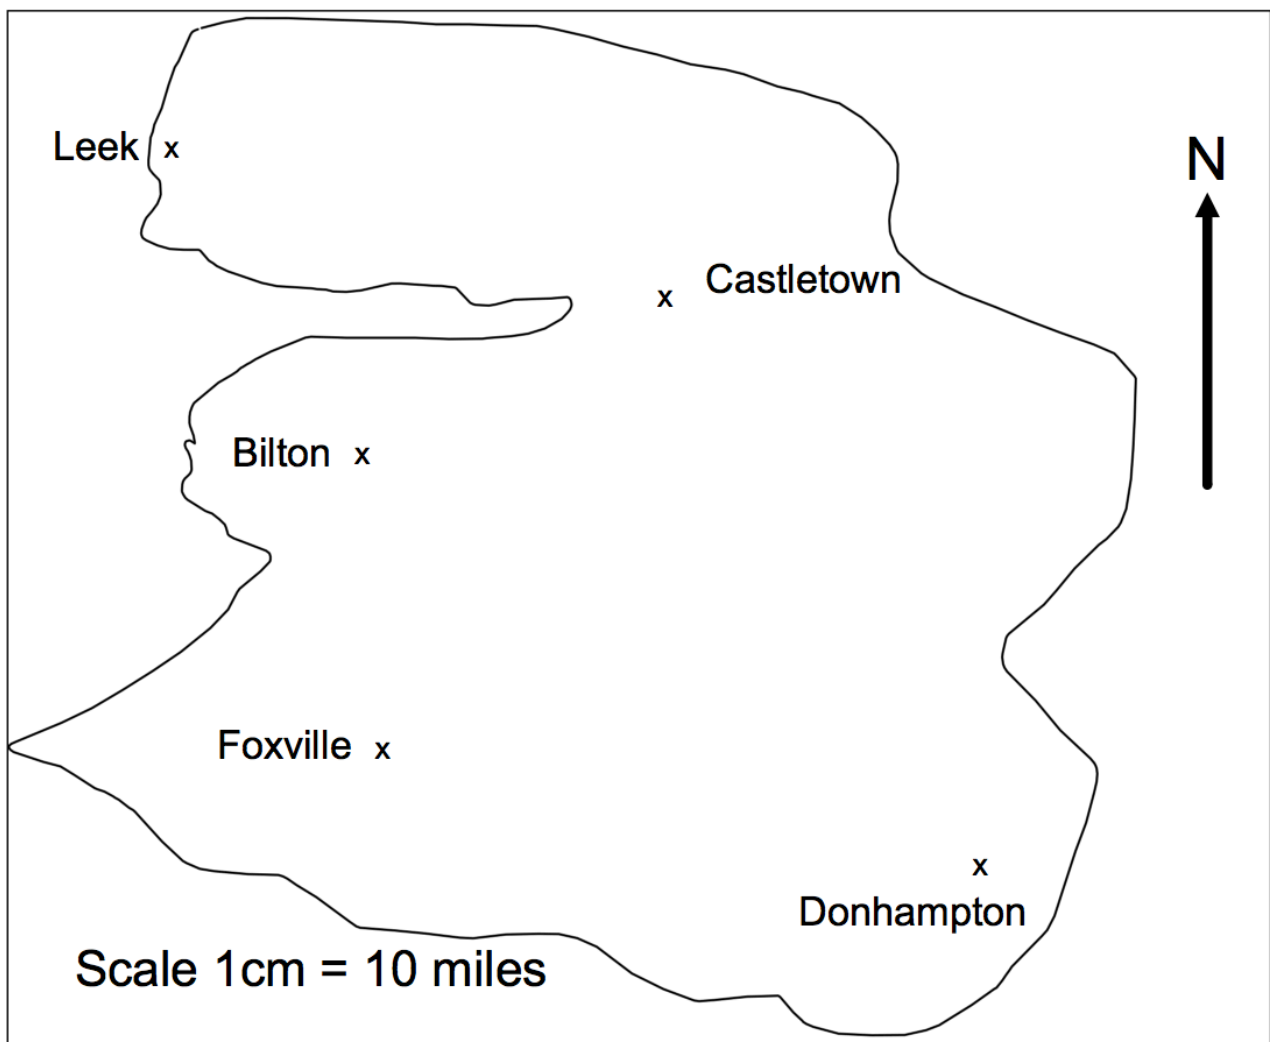 N
Leek x
Castletown
x
Bilton x
Foxville x
x
Donhampton
Scale 1cm = 10 miles